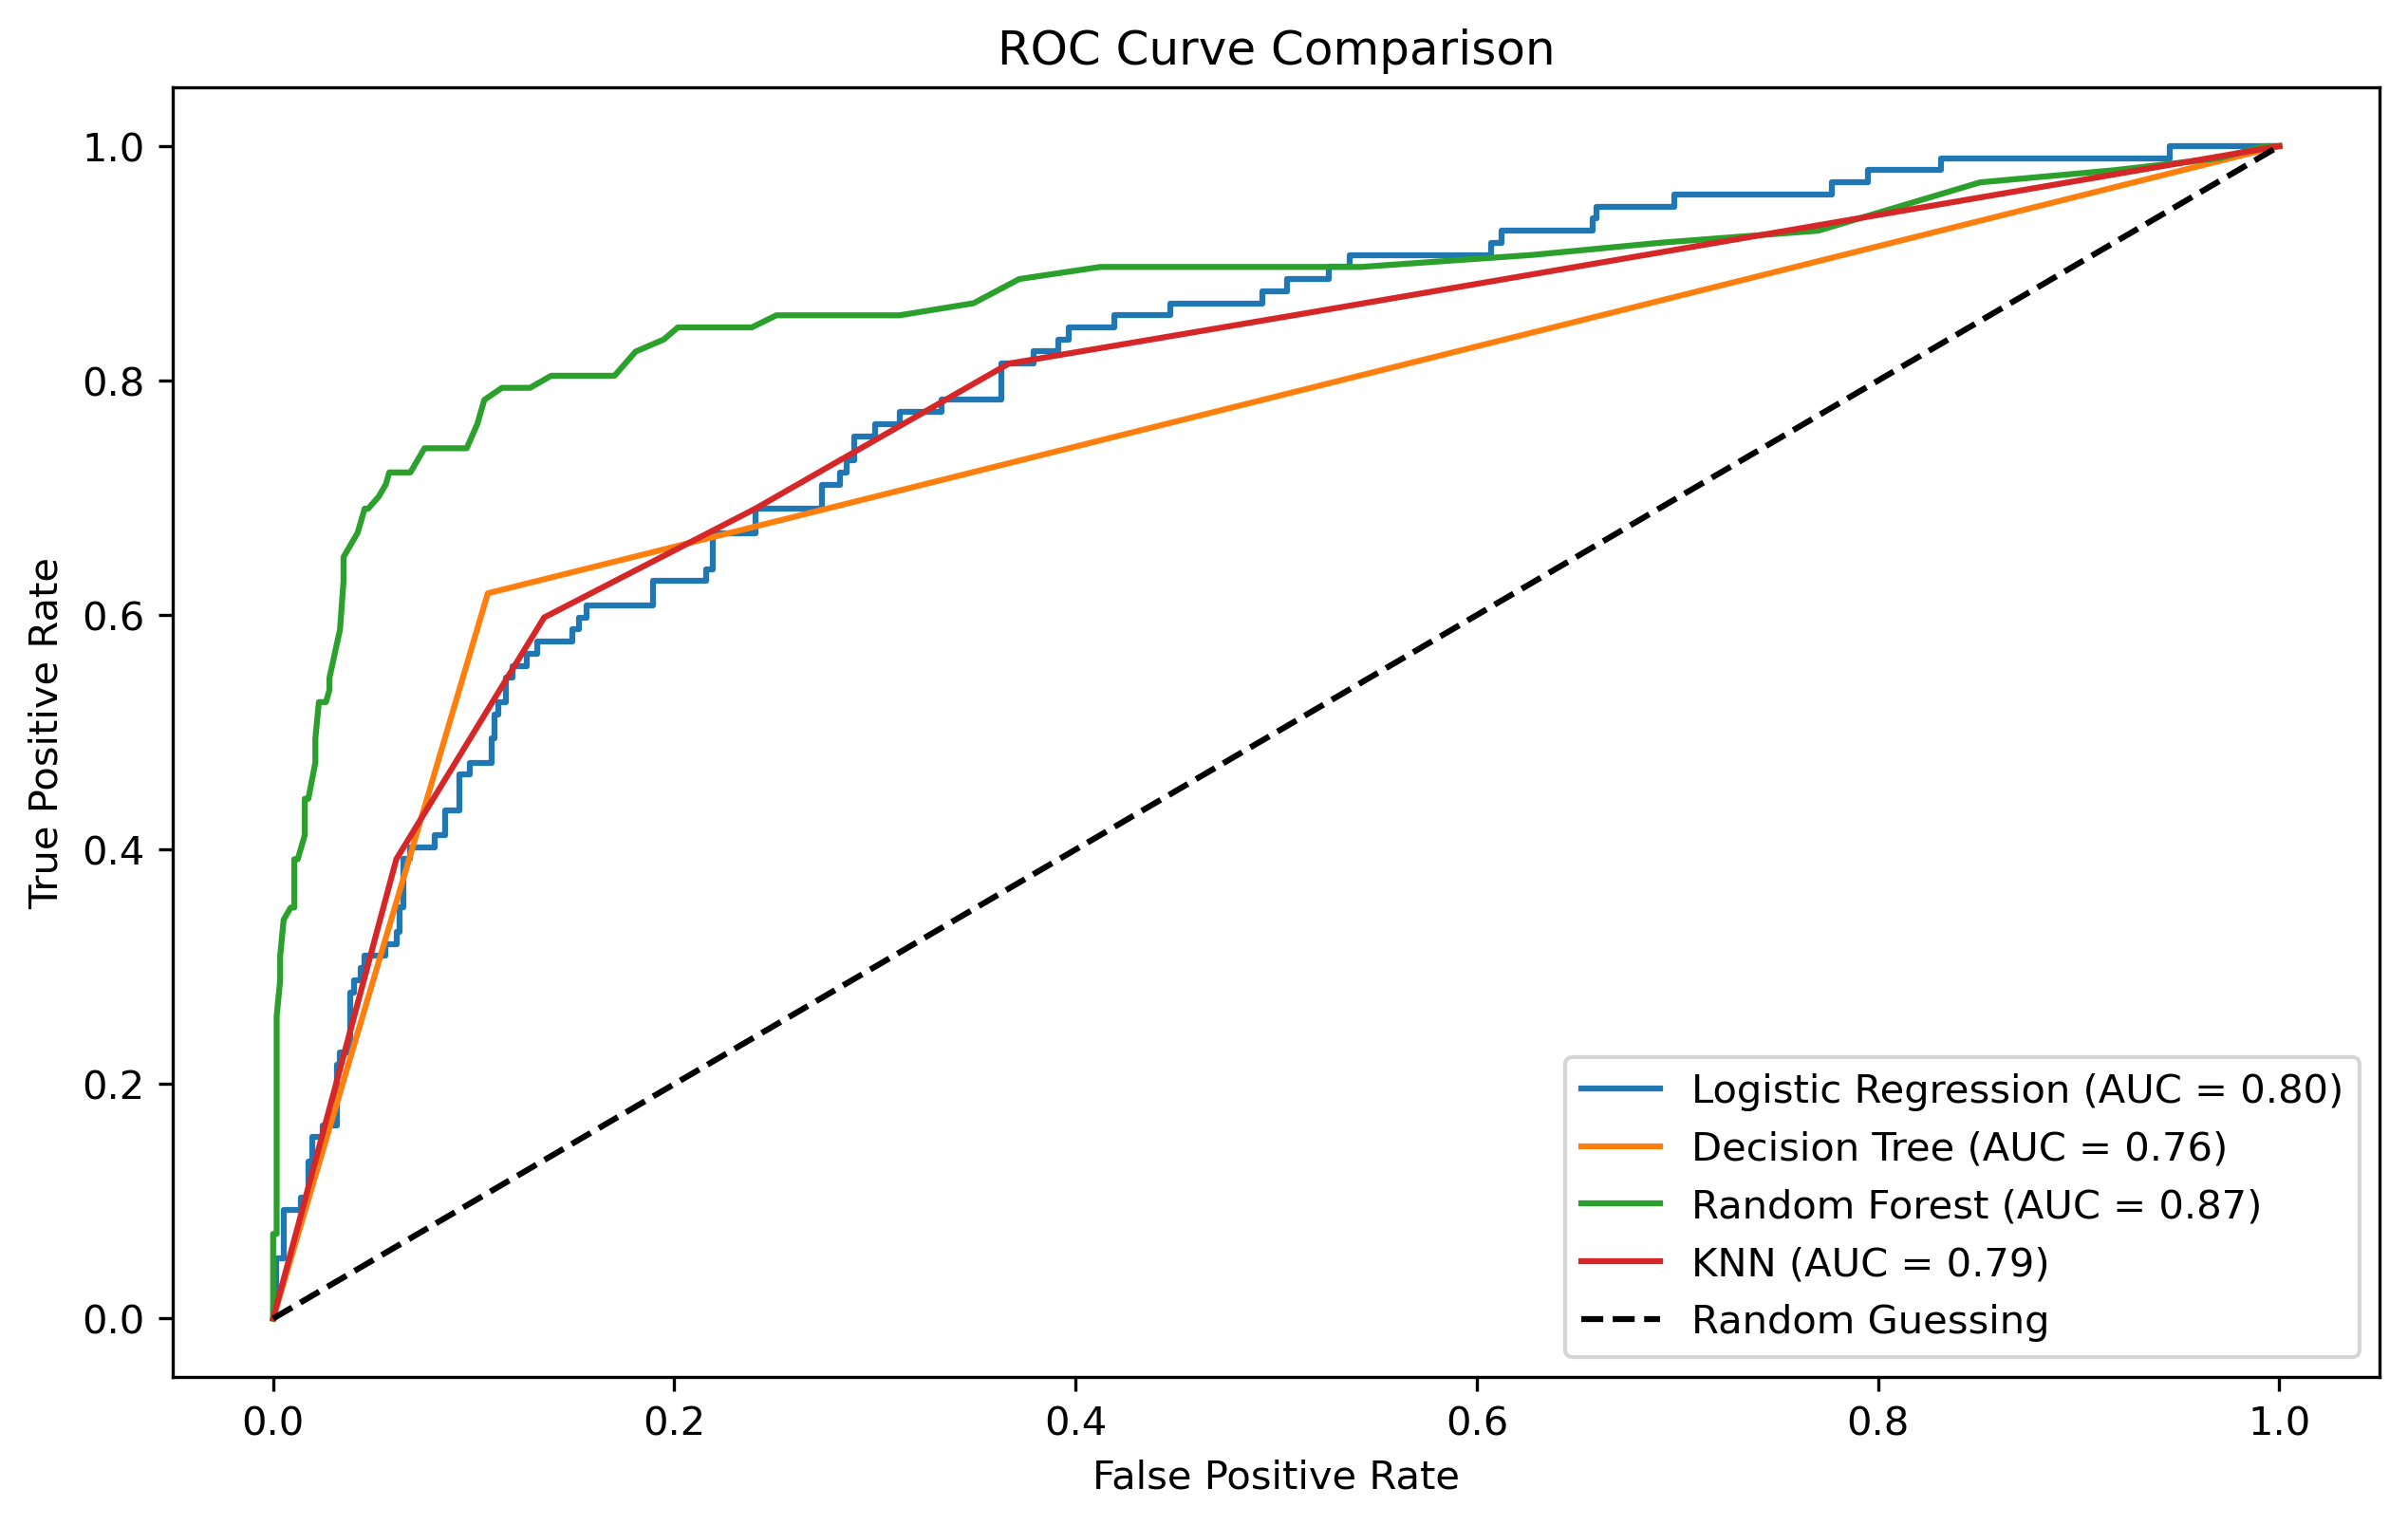 ROC Curve Comparison
True Positive Rate
1.0
0.8
0.6
0.4
0.2
0.0
Logistic Regression (AUC = 0.80)
Decision Tree (AUC = 0.76)
Random Forest (AUC = 0.87)
KNN (AUC = 0.79)
Random Guessing
0.0 0.2 0.4 0.6 0.8 1.0
False Positive Rate